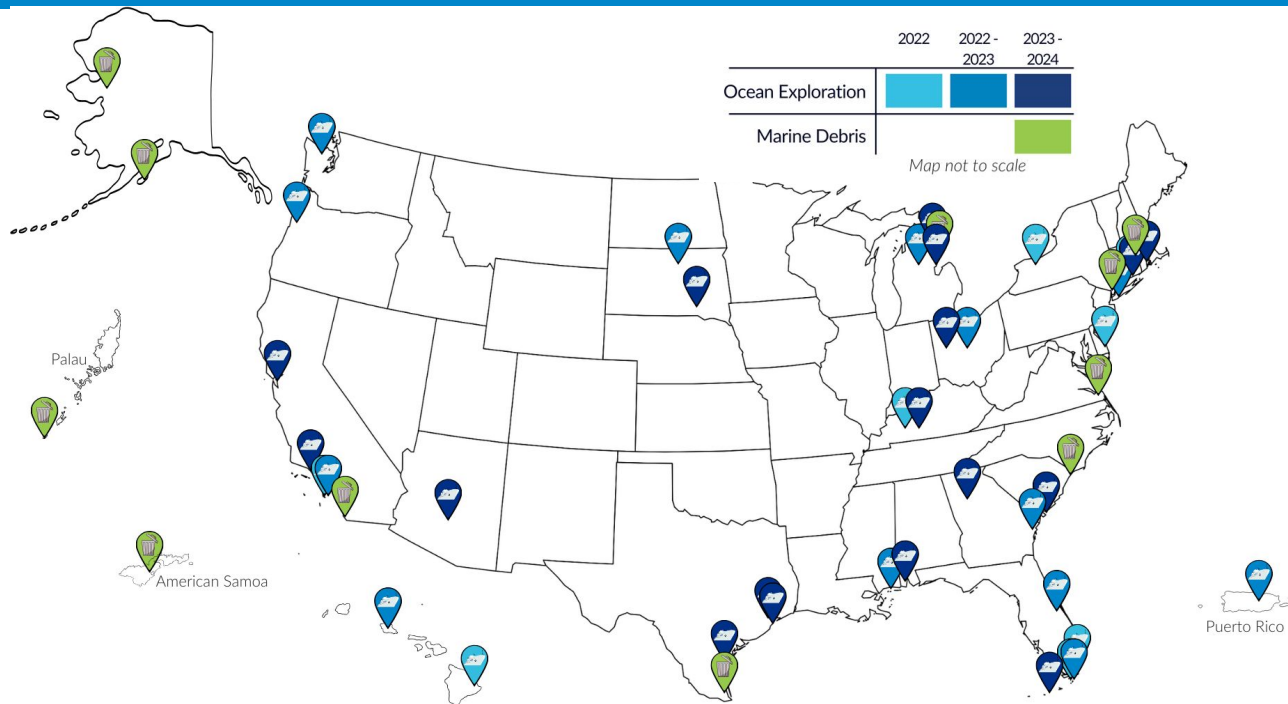 2022
2022 -
2023
2023 -
2024
Ocean Exploration
Marine Debris
Map not to scale
Palau
American Samoa
Puerto Rico